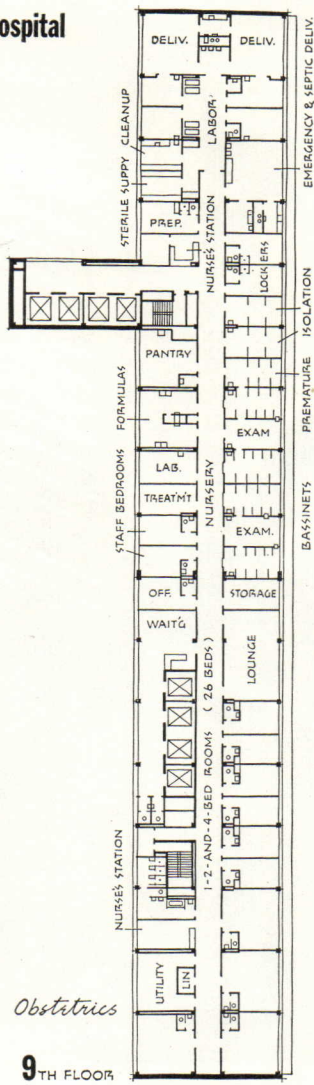 ospital
DELIV.
DELIV.
LABOR
EMERGENCY & SEPTIC DELIV.
STERILE SUPPY CLEANUP
PREP.
NURSE'S STATION
LOCKERS
ISOLATION
PANTRY
PREMATURE
FORMULAS
EXAM
LAB.
NURSERY
BASSINETS
STAFF BEDROOMS
TREATM'T
EXAM.
OFF.
STORAGE
WAIT'G
LOUNGE
1-2-AND-4-BED ROOMS (26 BEDS)
NURSE'S STATION
UTILITY
LIN
Obstetrics
9TH FLOOR